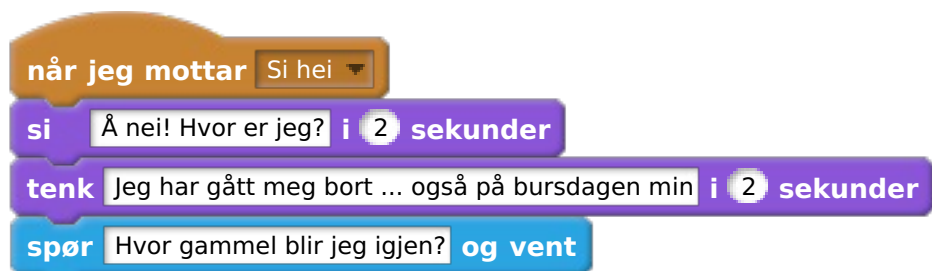 når jeg mottar Si hei
si Å nei! Hvor er jeg? i 2 sekunder
tenk Jeg har gått meg bort ... også på bursdagen min i 2 sekunder
spør Hvor gammel blir jeg igjen? og vent